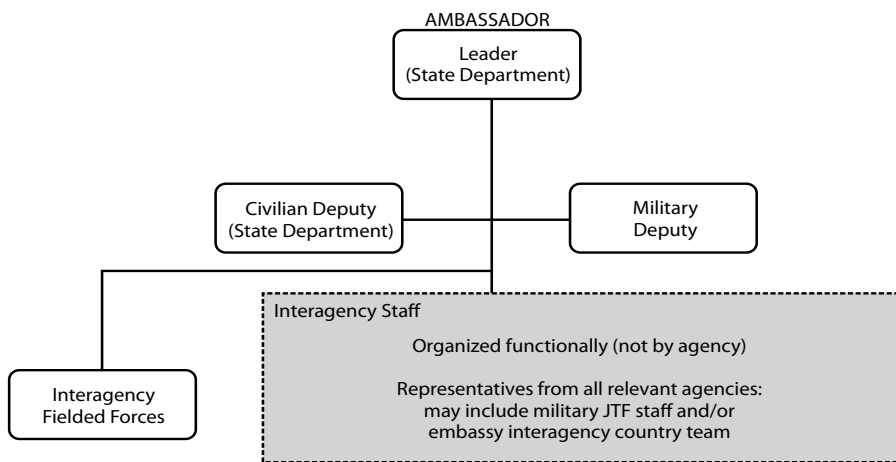 AMBASSADOR
Leader
(State Department)
Civilian Deputy
(State Department)
Military
Deputy
Interagency Staff
Organized functionally (not by agency)
Representatives from all relevant agencies:
may include military JTF staff and/or
embassy interagency country team
Interagency
Fielded Forces